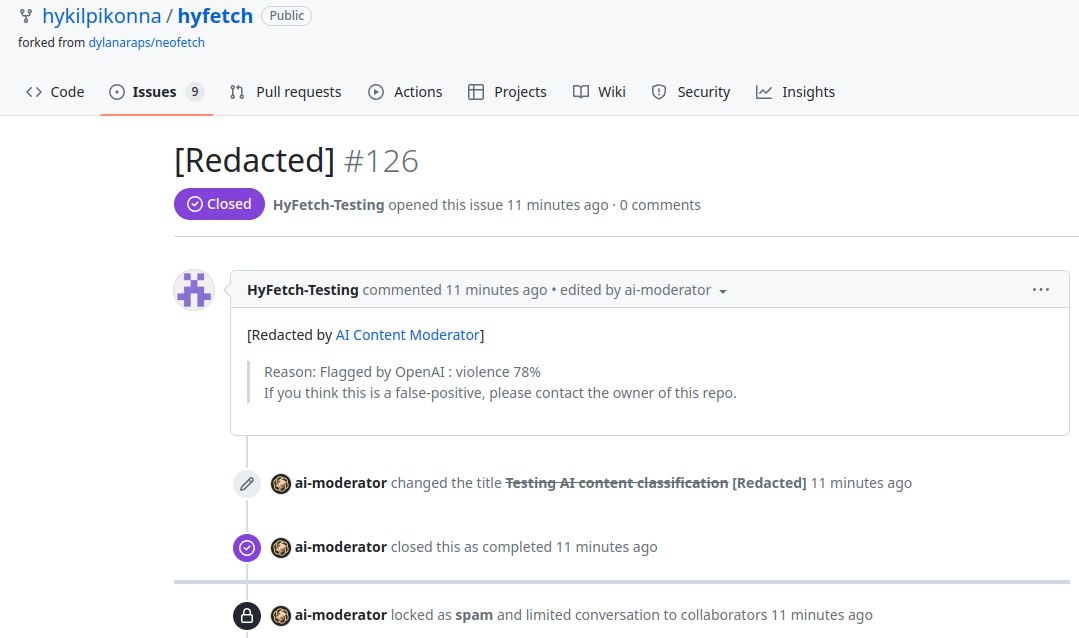 hykilpikonna / hyfetch Public
forked from dylanaraps/neofetch
Code Issues 9 Pull requests Actions Projects Wiki Security Insights
[Redacted] #126
Closed HyFetch-Testing opened this issue 11 minutes ago · 0 comments
HyFetch-Testing commented 11 minutes ago • edited by ai-moderator
[Redacted by AI Content Moderator]
Reason: Flagged by OpenAI : violence 78%
If you think this is a false-positive, please contact the owner of this repo.
ai-moderator changed the title Testing AI content classification [Redacted] 11 minutes ago
ai-moderator closed this as completed 11 minutes ago
ai-moderator locked as spam and limited conversation to collaborators 11 minutes ago